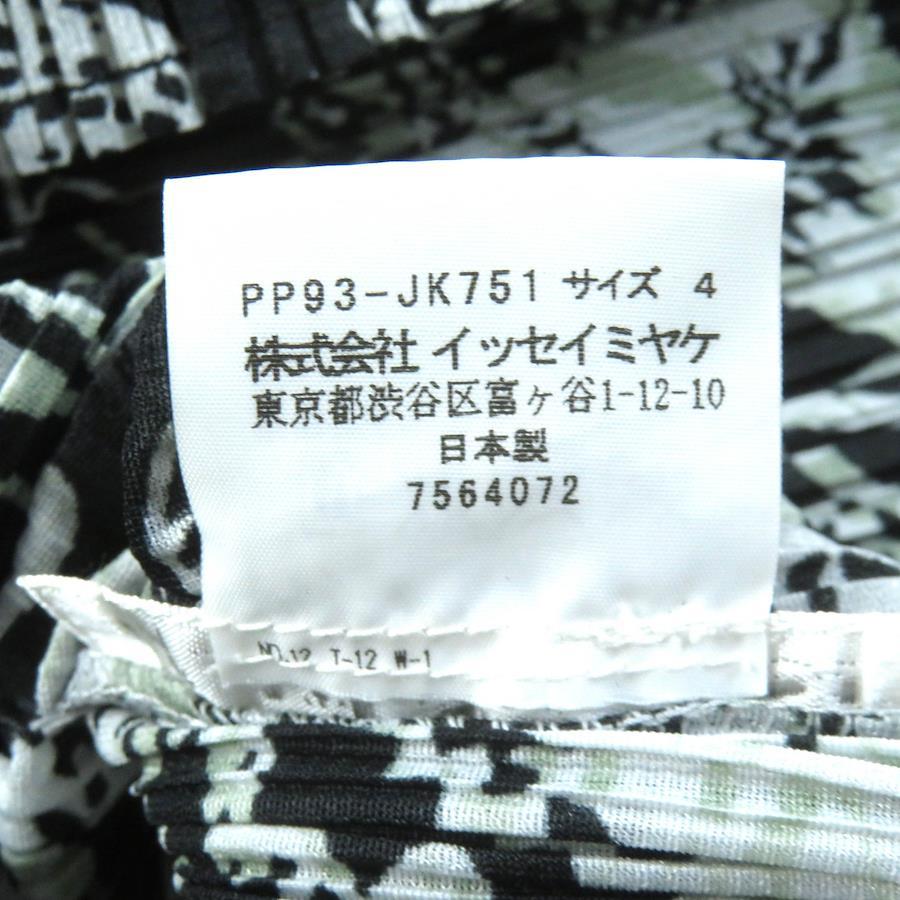 PP93-JK751 サイズ 4
株式会社 イッセイミヤケ
東京都渋谷区富ヶ谷1-12-10
日本製
7564072
NO.12 T-12 W-1